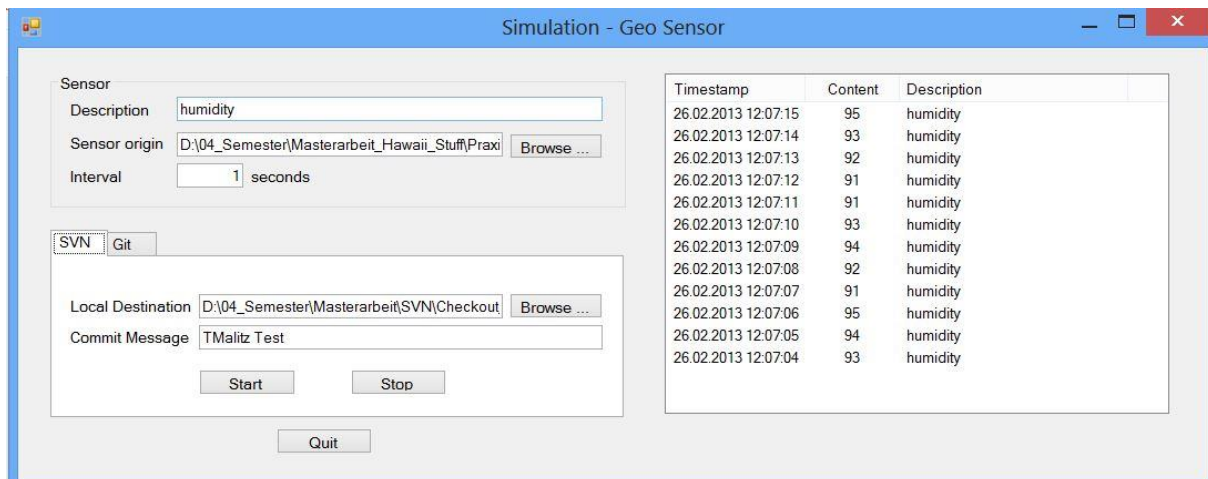 Simulation - Geo Sensor
Sensor
Description humidity
Sensor origin D:\04_Semester\Masterarbeit_Hawaii_Stuff\Praxi Browse ...
Interval 1 seconds
SVN Git
Local Destination D:\04_Semester\Masterarbeit\SVN\Checkout_ Browse ...
Commit Message TMalitz Test
Start Stop
Quit
Timestamp Content Description
26.02.2013 12:07:15 95 humidity
26.02.2013 12:07:14 93 humidity
26.02.2013 12:07:13 92 humidity
26.02.2013 12:07:12 91 humidity
26.02.2013 12:07:11 91 humidity
26.02.2013 12:07:10 93 humidity
26.02.2013 12:07:09 94 humidity
26.02.2013 12:07:08 92 humidity
26.02.2013 12:07:07 91 humidity
26.02.2013 12:07:06 95 humidity
26.02.2013 12:07:05 94 humidity
26.02.2013 12:07:04 93 humidity